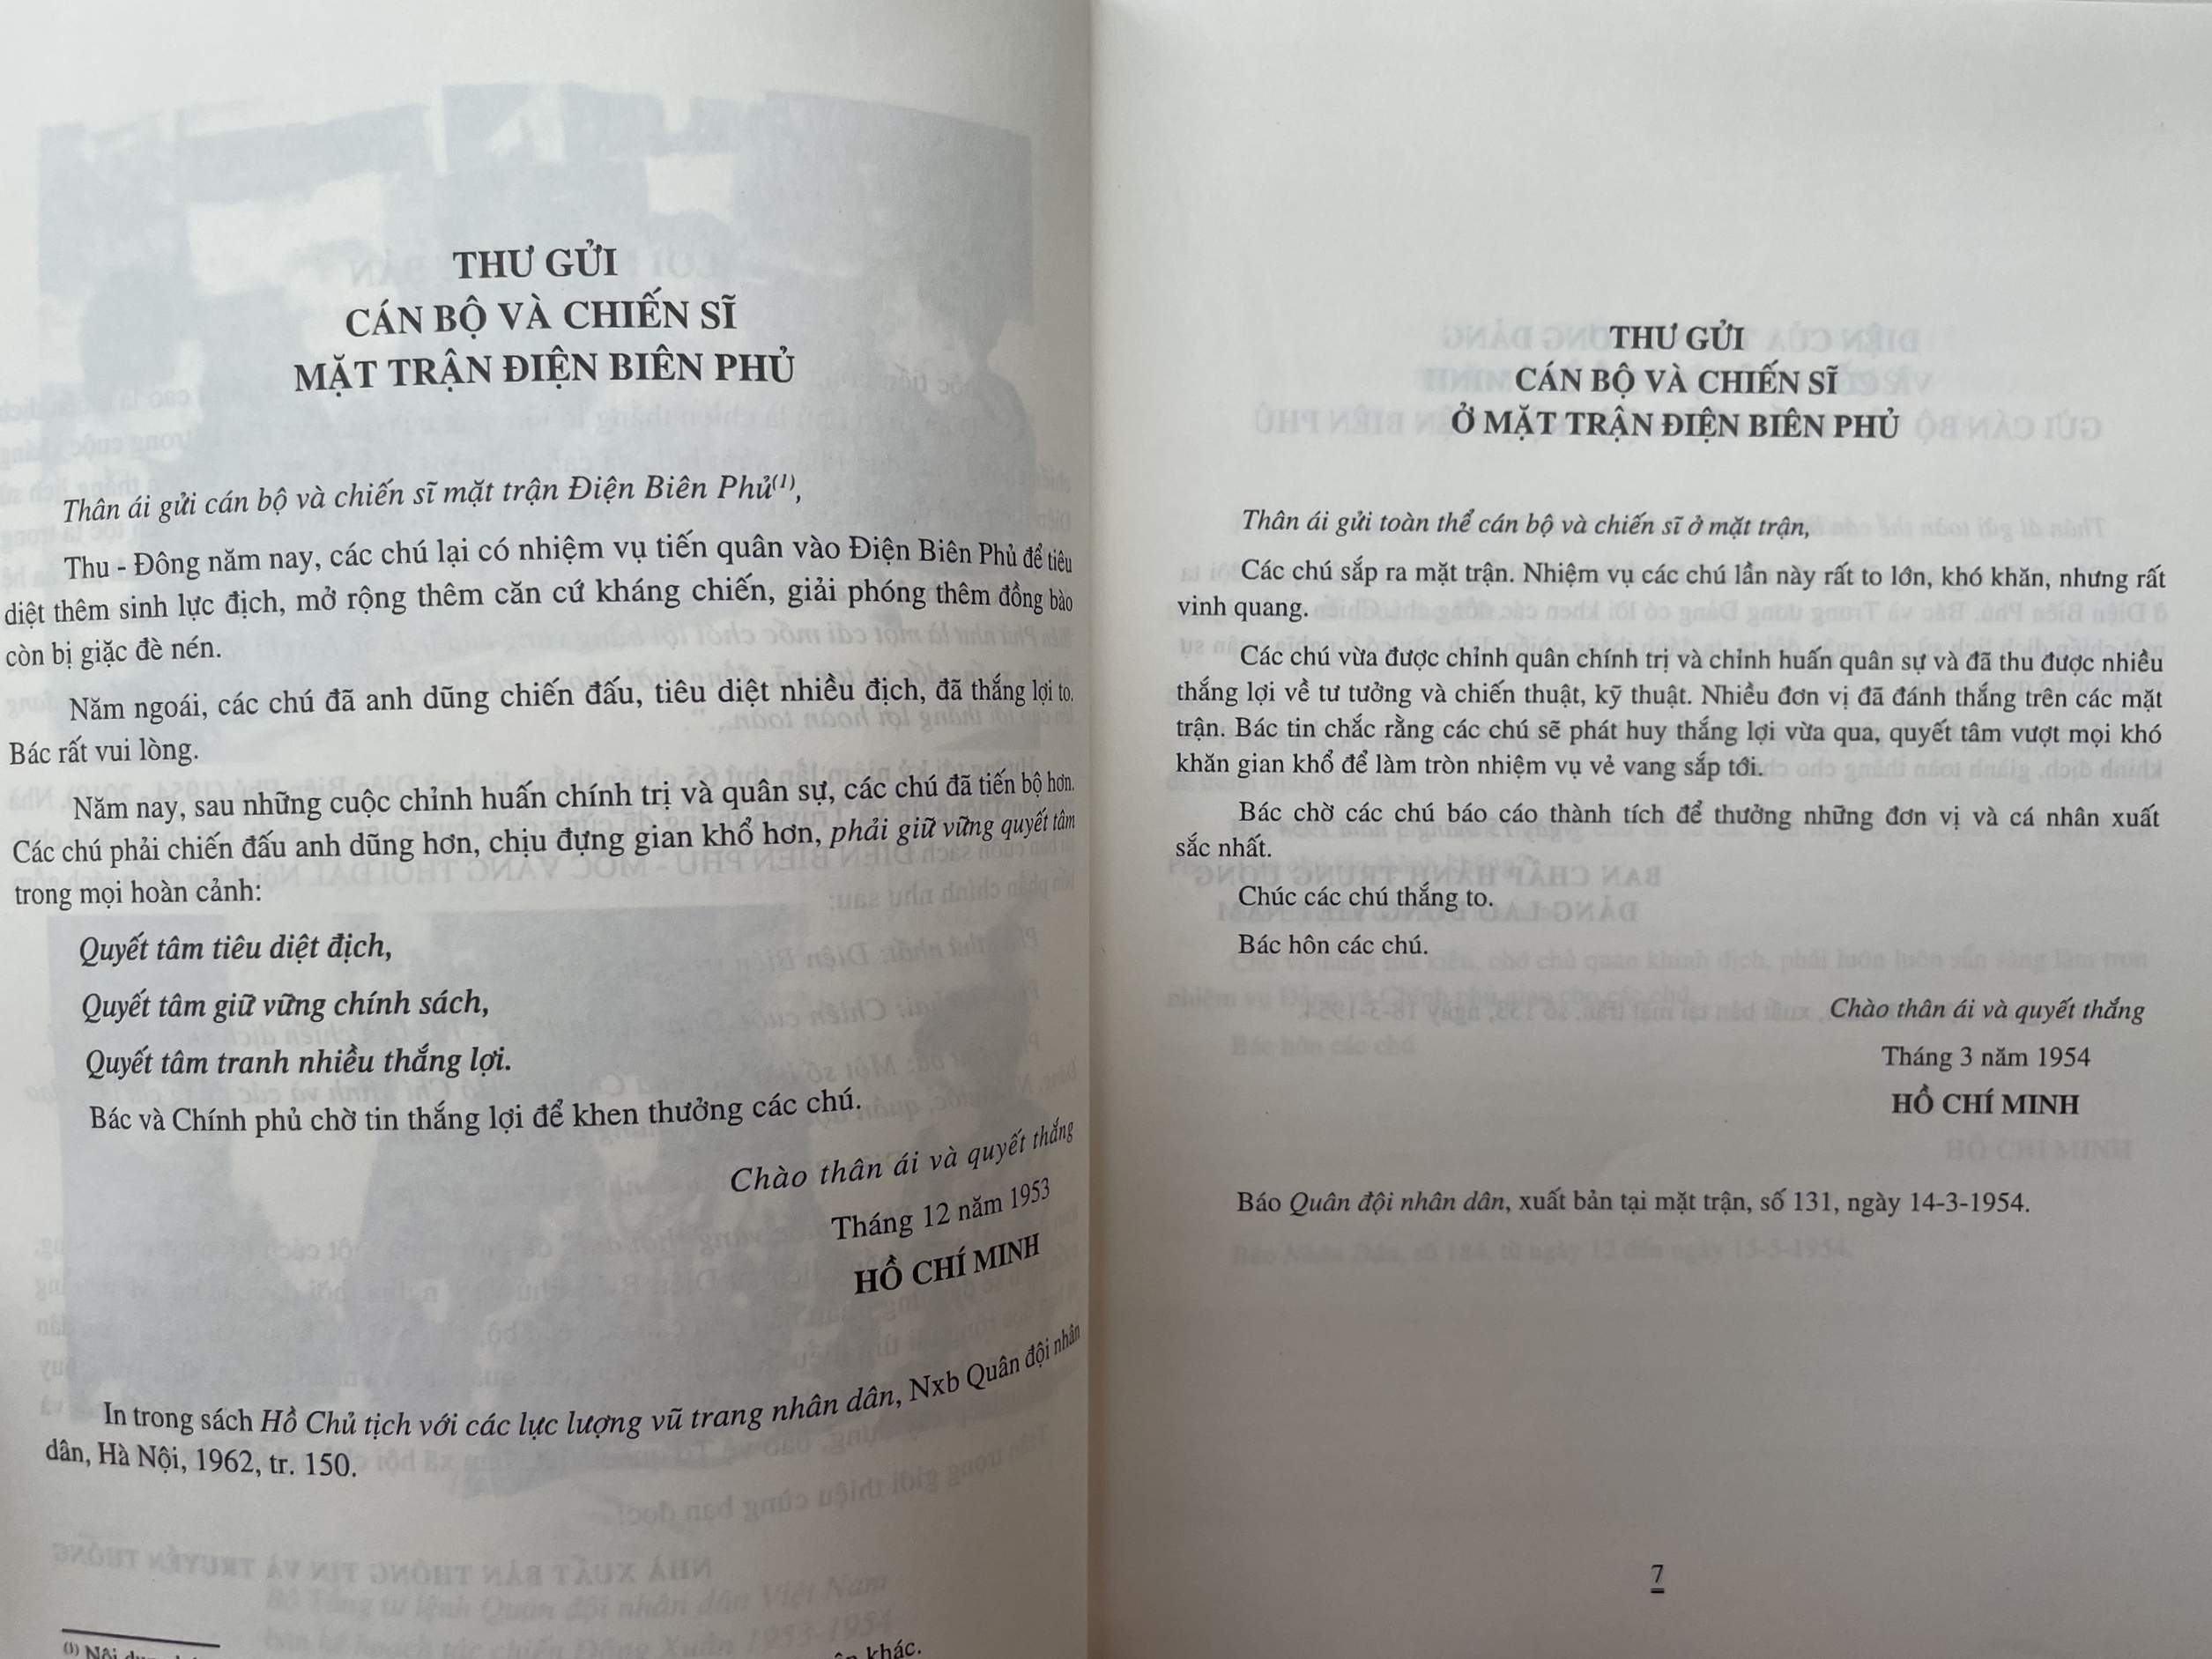 THƯ GỬI
CÁN BỘ VÀ CHIẾN SĨ
MẶT TRẬN ĐIỆN BIÊN PHỦ
Thân ái gửi cán bộ và chiến sĩ mặt trận Điện Biên Phủ(1),
Thu - Đông năm nay, các chú lại có nhiệm vụ tiến quân vào Điện Biên Phủ để tiêu
diệt thêm sinh lực địch, mở rộng thêm căn cứ kháng chiến, giải phóng thêm đồng bào
còn bị giặc đè nén.
Năm ngoái, các chú đã anh dũng chiến đấu, tiêu diệt nhiều địch, đã thắng lợi to.
Bác rất vui lòng.
Năm nay, sau những cuộc chỉnh huấn chính trị và quân sự, các chú đã tiến bộ hơn.
Các chú phải chiến đấu anh dũng hơn, chịu đựng gian khổ hơn, phải giữ vững quyết tâm
trong mọi hoàn cảnh:
Quyết tâm tiêu diệt địch,
Quyết tâm giữ vững chính sách,
Quyết tâm tranh nhiều thắng lợi.
Bác và Chính phủ chờ tin thắng lợi để khen thưởng các chú.
Chào thân ái và quyết thắng
Tháng 12 năm 1953
HỒ CHÍ MINH
In trong sách Hồ Chủ tịch với các lực lượng vũ trang nhân dân, Nxb Quân đội nhân
dân, Hà Nội, 1962, tr. 150.
(1) Nội khác.
THƯ GỬI
CÁN BỘ VÀ CHIẾN SĨ
Ở MẶT TRẬN ĐIỆN BIÊN PHỦ
Thân ái gửi toàn thể cán bộ và chiến sĩ ở mặt trận,
Các chú sắp ra mặt trận. Nhiệm vụ các chú lần này rất to lớn, khó khăn, nhưng rất
vinh quang.
Các chú vừa được chỉnh quân chính trị và chỉnh huấn quân sự và đã thu được nhiều
thắng lợi về tư tưởng và chiến thuật, kỹ thuật. Nhiều đơn vị đã đánh thắng trên các mặt
trận. Bác tin chắc rằng các chú sẽ phát huy thắng lợi vừa qua, quyết tâm vượt mọi khó
khăn gian khổ để làm tròn nhiệm vụ vẻ vang sắp tới.
Bác chờ các chú báo cáo thành tích để thưởng những đơn vị và cá nhân xuất
sắc nhất.
Chúc các chú thắng to.
Bác hôn các chú.
Chào thân ái và quyết thắng
Tháng 3 năm 1954
HỒ CHÍ MINH
Báo Quân đội nhân dân, xuất bản tại mặt trận, số 131, ngày 14-3-1954.
7